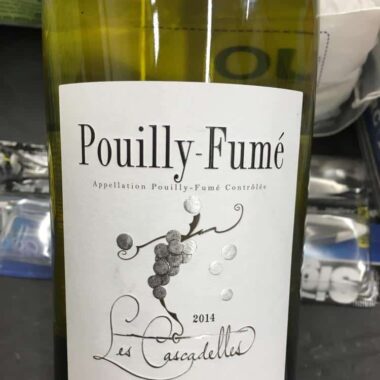 Pouilly-Fumé
Appellation Pouilly-Fumé Contrôlée
2014
Les Cascadelles